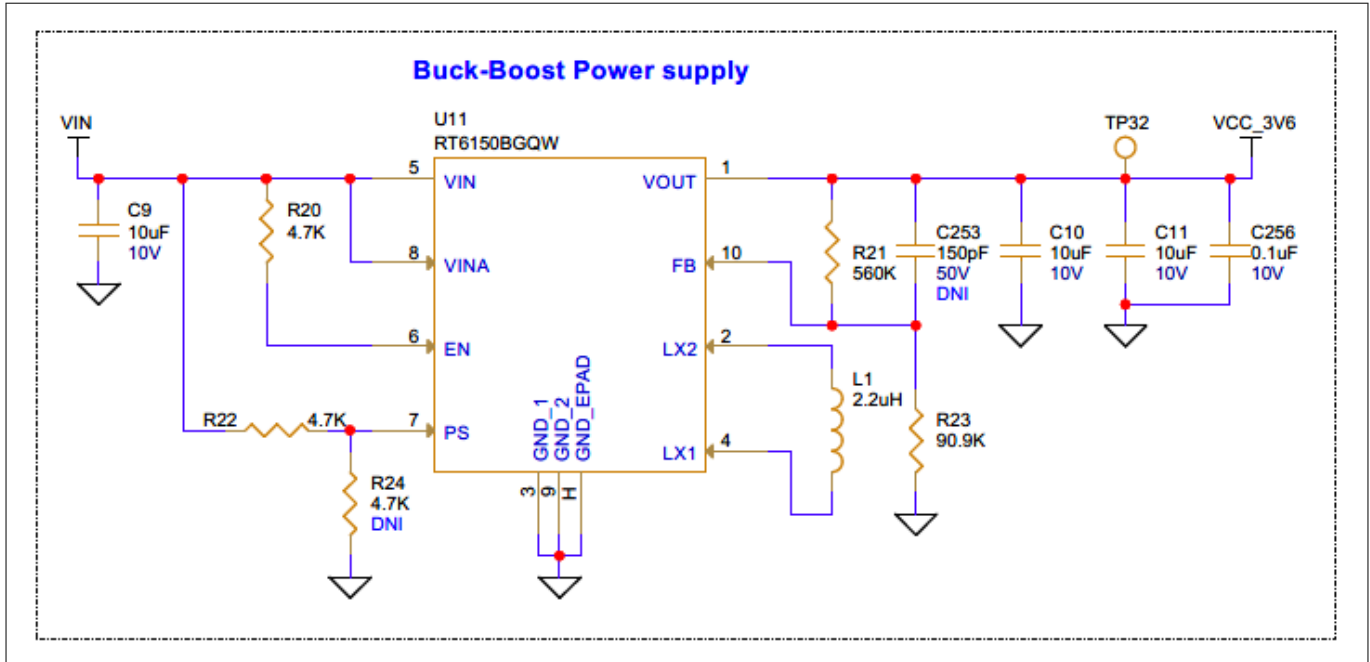 Buck-Boost Power supply
VIN
U11
RT6150BGQW
TP32
VCC_3V6
5
VIN
VOUT
1
C9
10uF
10V
R20
4.7K
8
VINA
FB
10
R21
560K
C253
150pF
50V
DNI
C10
10uF
10V
C11
10uF
10V
C256
0.1uF
10V
6
EN
LX2
2
L1
2.2uH
R22
4.7K
7
PS
GND_1
GND_2
GND_EPAD
LX1
4
R23
90.9K
R24
4.7K
DNI
3
9
H